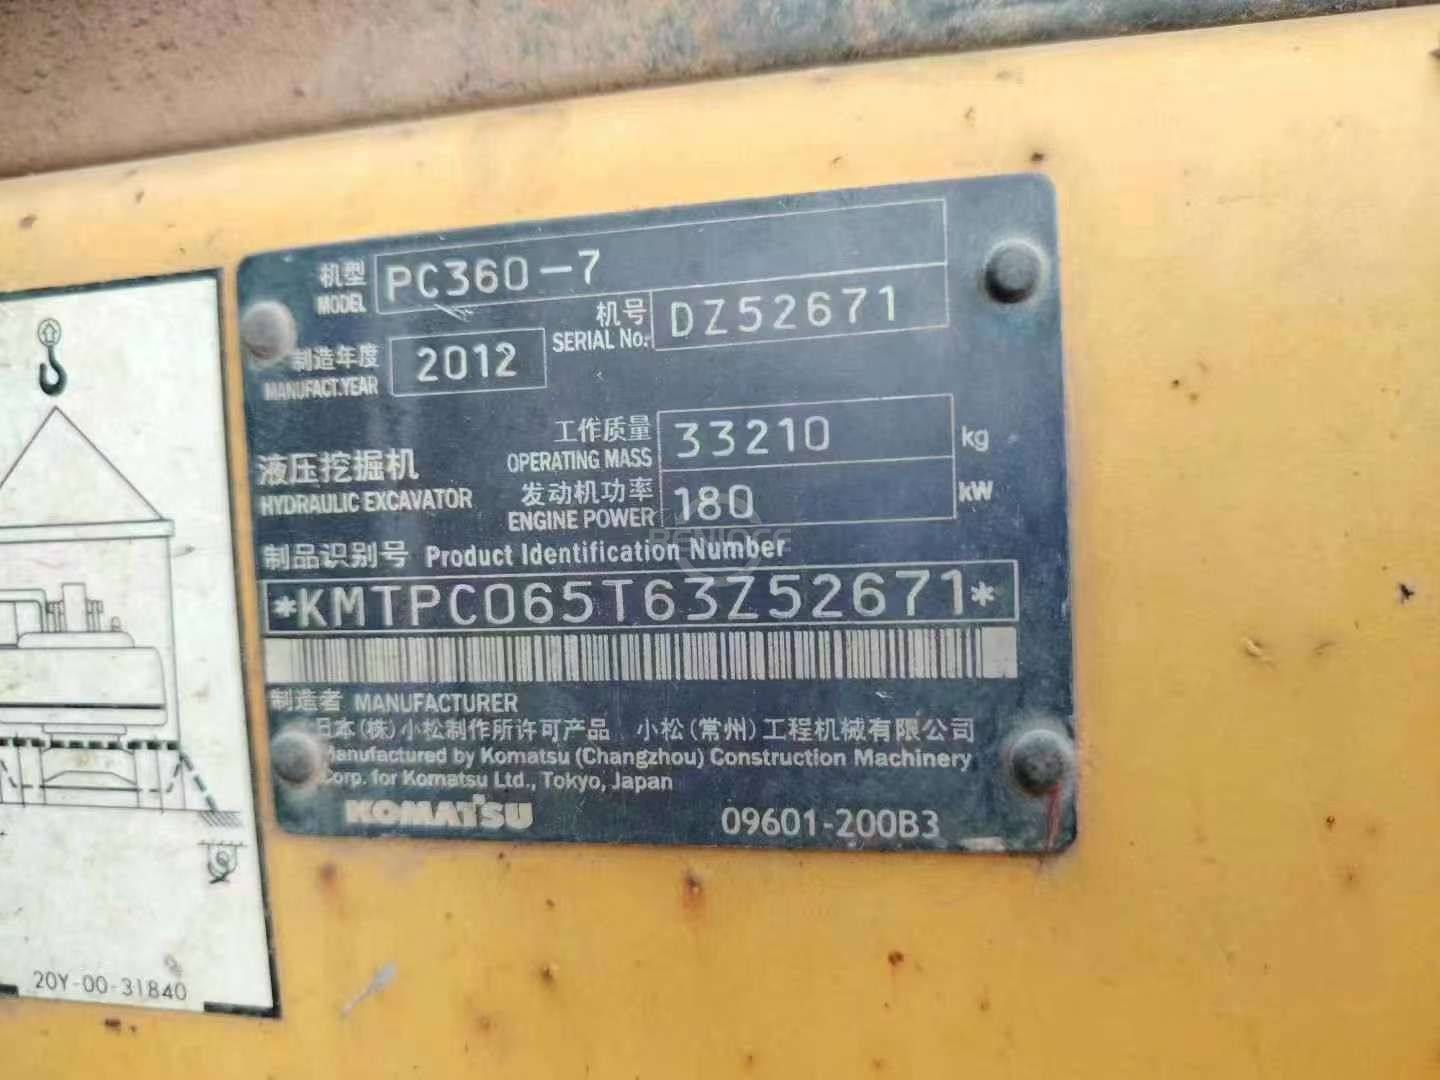 机型 PC360-7
MODEL
机号 DZ52671
SERIAL No.
制造年度 2012
MANUFACT.YEAR
工作质量 33210 kg
OPERATING MASS
液压挖掘机
HYDRAULIC EXCAVATOR
发动机功率 180 kW
ENGINE POWER
制品识别号 Product Identification Number
*KMTPC065T63Z52671*
制造者 MANUFACTURER
日本(株)小松制作所许可产品 小松(常州)工程机械有限公司
Manufactured by Komatsu (Changzhou) Construction Machinery
Corp. for Komatsu Ltd., Tokyo, Japan
KOMATSU 09601-200B3
20Y-00-31840